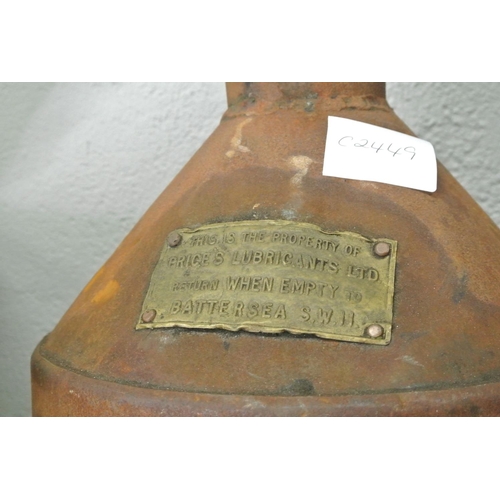 C2449
THIS IS THE PROPERTY OF
PRICE'S LUBRICANTS LTD
RETURN WHEN EMPTY TO
BATTERSEA S.W.11.